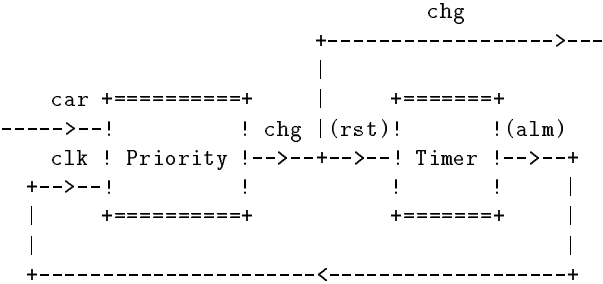 chg
+------------------>---
|
car +==========+ | +=======+
----->--! ! chg |(rst)! !(alm)
clk ! Priority !-->--+-->--! Timer !-->--+
+-->--! ! ! ! |
| +==========+ +=======+ |
| |
+--------------------<-----------------+